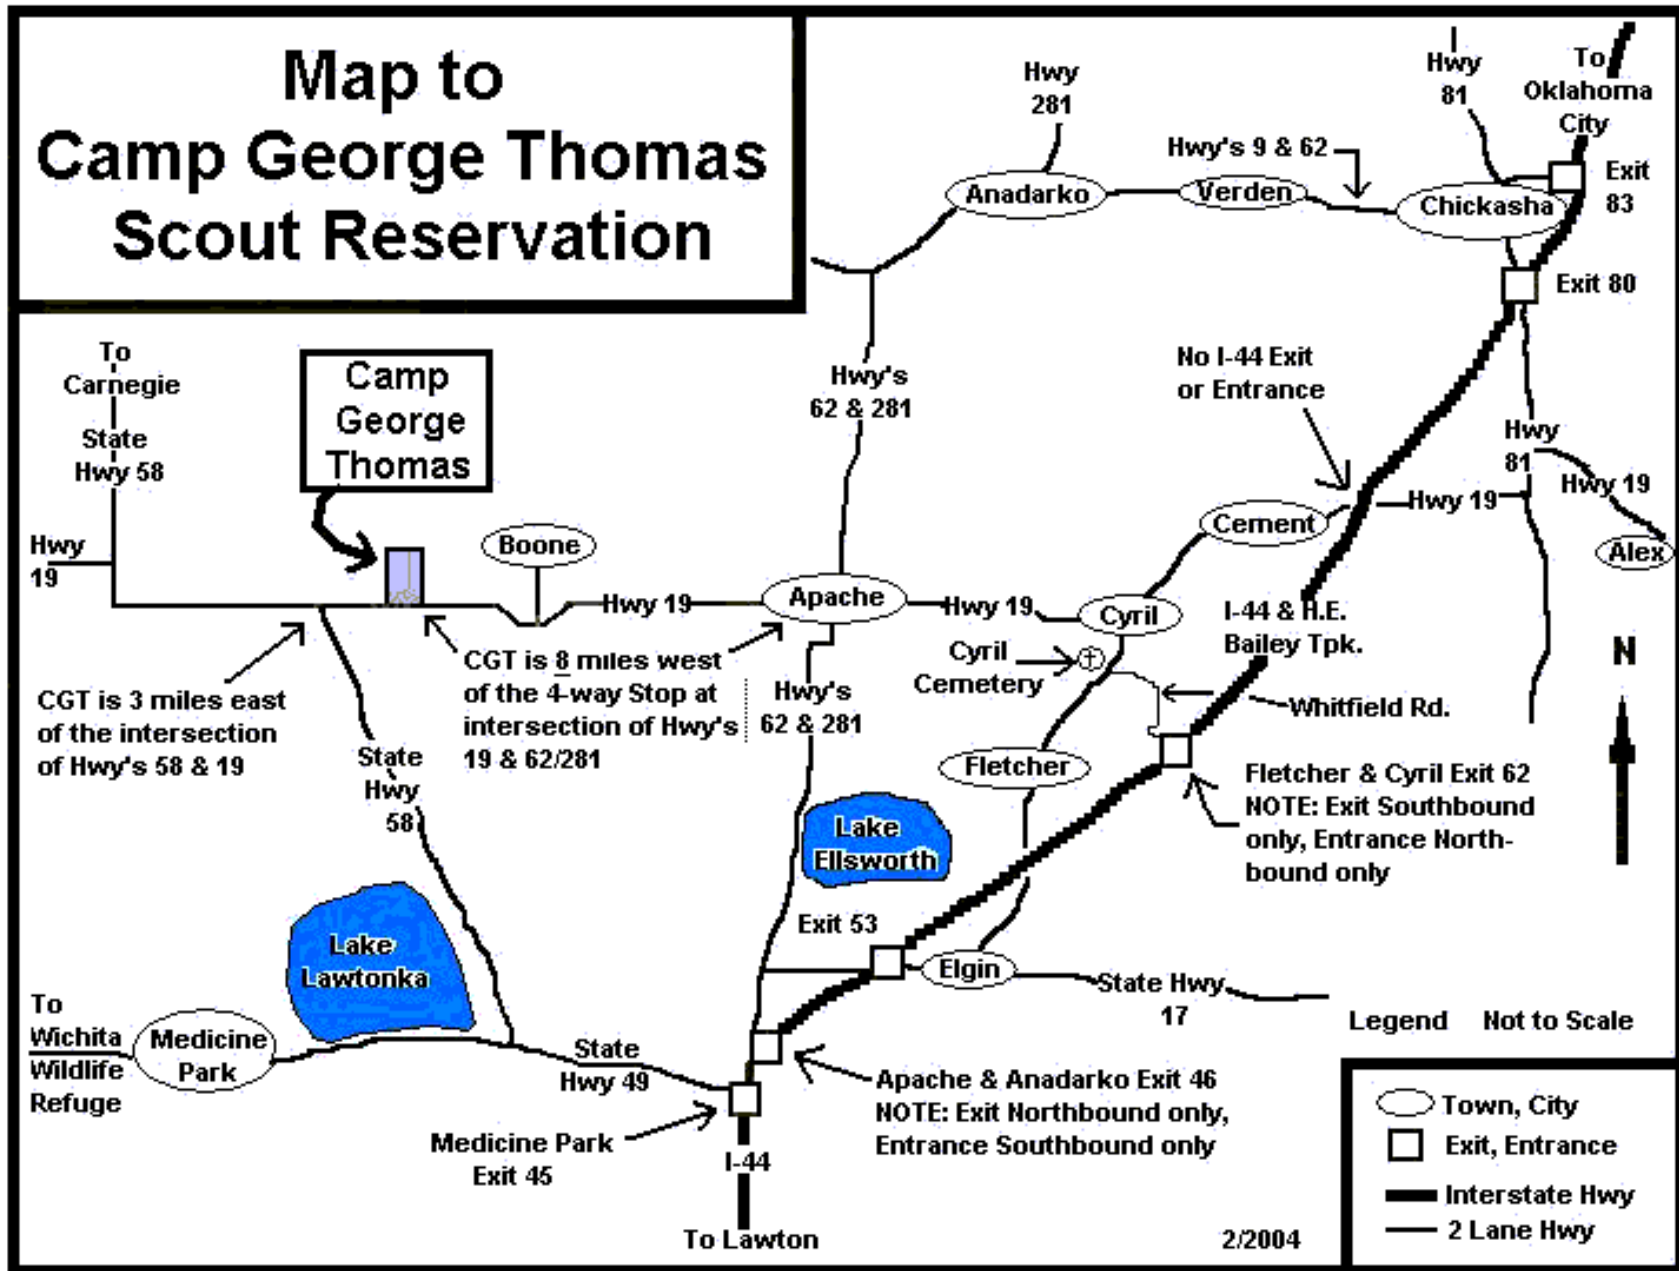 Map to
Camp George Thomas
Scout Reservation
Hwy
281
Hwy
81
To
Oklahoma
City
Hwy's 9 & 62
Anadarko
Verden
Chickasha
Exit
83
Exit 80
To
Carnegie
State
Hwy 58
Camp
George
Thomas
Hwy's
62 & 281
No I-44 Exit
or Entrance
Hwy
81
Hwy 19
Hwy 19
Cement
Alex
Hwy
19
Boone
Hwy 19
Apache
Hwy 19
Cyril
I-44 & H.E.
Bailey Tpk.
N
Cyril
Cemetery
Whitfield Rd.
CGT is 3 miles east
of the intersection
of Hwy's 58 & 19
CGT is 8 miles west
of the 4-way Stop at
intersection of Hwy's
19 & 62/281
Hwy's
62 & 281
State
Hwy
58
Fletcher
Fletcher & Cyril Exit 62
NOTE: Exit Southbound
only, Entrance North-
bound only
Lake
Ellsworth
Exit 53
Elgin
State Hwy
17
Lake
Lawtonka
To
Wichita
Wildlife
Refuge
Medicine
Park
State
Hwy 49
Apache & Anadarko Exit 46
NOTE: Exit Northbound only,
Entrance Southbound only
Medicine Park
Exit 45
I-44
To Lawton
2/2004
Legend Not to Scale
Town, City
Exit, Entrance
Interstate Hwy
2 Lane Hwy